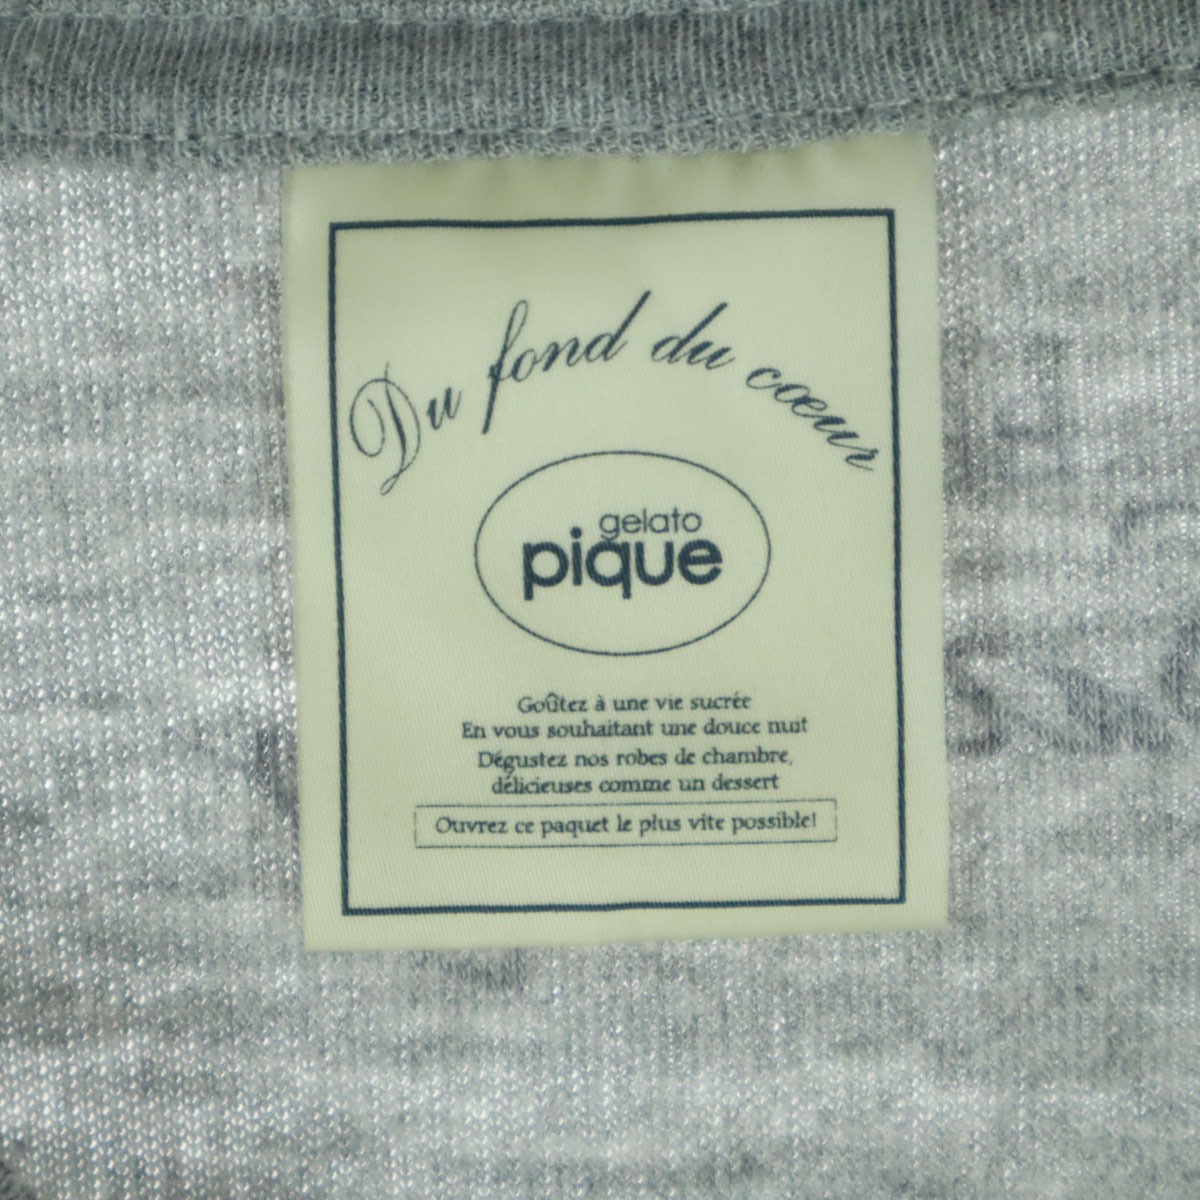 Du fond du cœur
gelato
pique
Goûtez à une vie sucrée
En vous souhaitant une douce nuit
Dégustez nos robes de chambre,
délicieuses comme un dessert
Ouvrez ce paquet le plus vite possible!